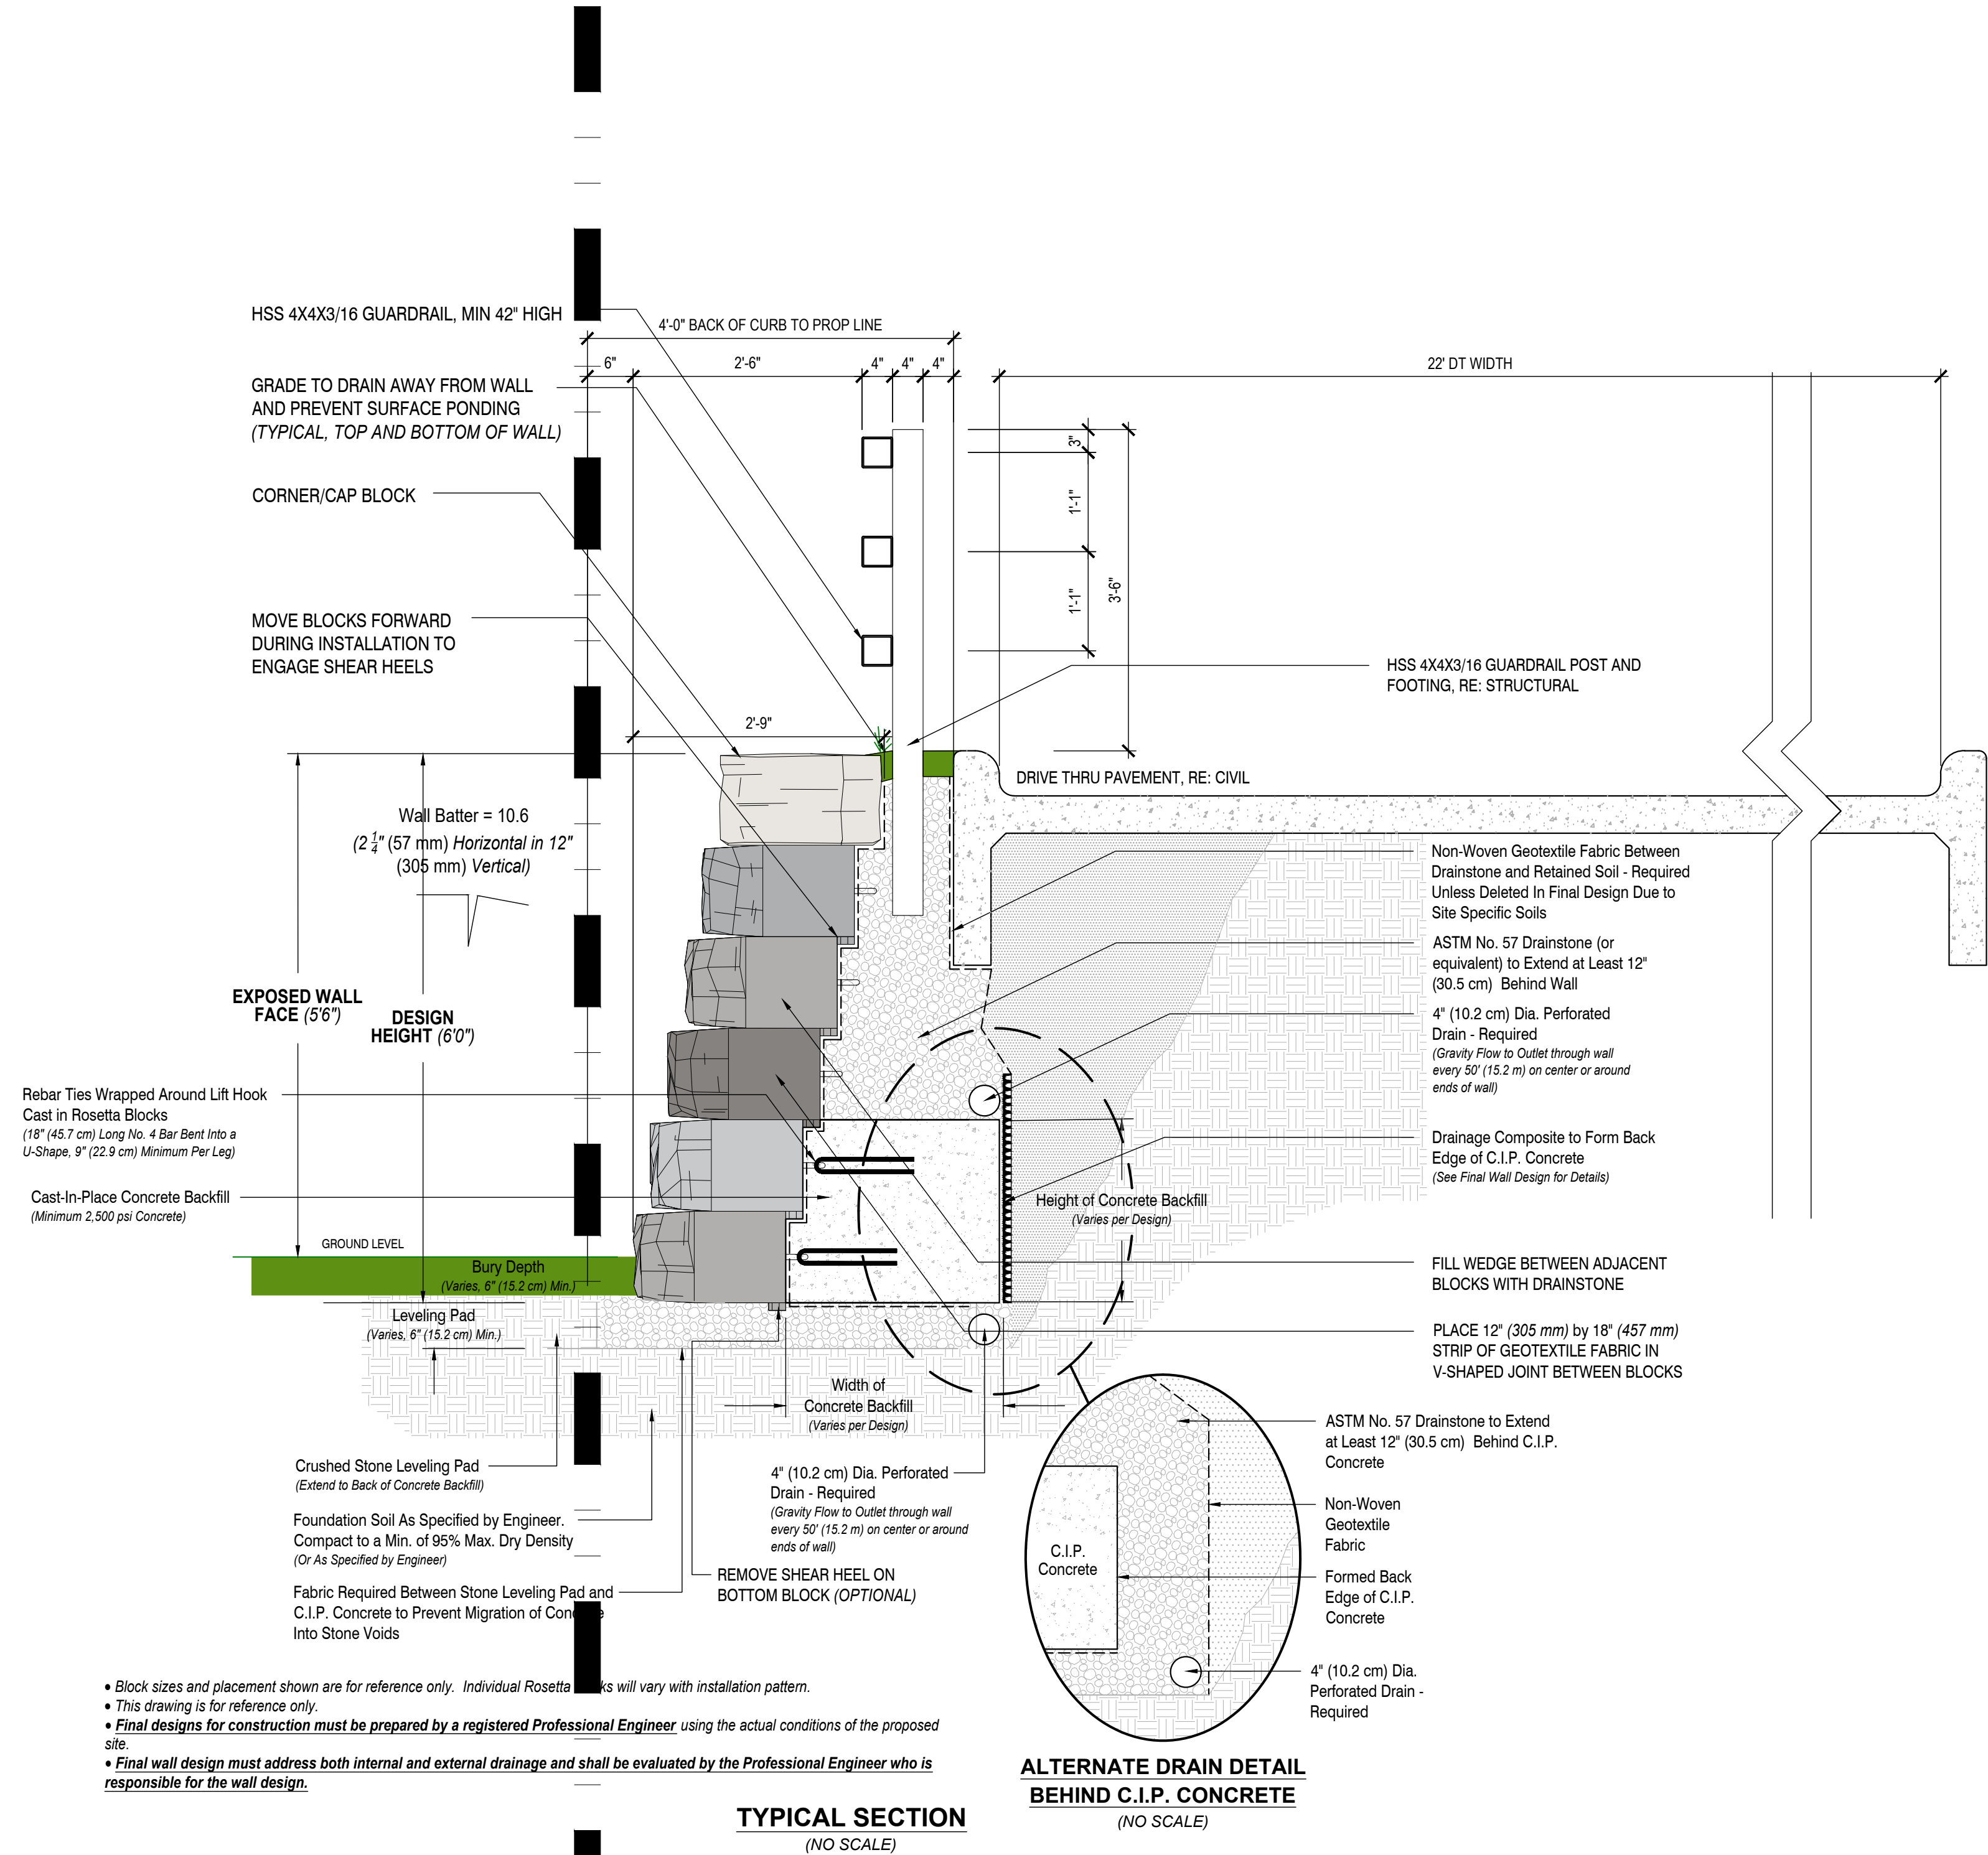 HSS 4X4X3/16 GUARDRAIL, MIN 42" HIGH
4'-0" BACK OF CURB TO PROP LINE
6"
2'-6"
4"
4"
4"
22' DT WIDTH
GRADE TO DRAIN AWAY FROM WALL
AND PREVENT SURFACE PONDING
(TYPICAL, TOP AND BOTTOM OF WALL)
3"
1'-1"
1'-1"
3'-6"
CORNER/CAP BLOCK
MOVE BLOCKS FORWARD
DURING INSTALLATION TO
ENGAGE SHEAR HEELS
HSS 4X4X3/16 GUARDRAIL POST AND
FOOTING, RE: STRUCTURAL
2'-9"
DRIVE THRU PAVEMENT, RE: CIVIL
Wall Batter = 10.6
(2 1/4" (57 mm) Horizontal in 12"
(305 mm) Vertical)
Non-Woven Geotextile Fabric Between
Drainstone and Retained Soil - Required
Unless Deleted In Final Design Due to
Site Specific Soils
ASTM No. 57 Drainstone (or
equivalent) to Extend at Least 12"
(30.5 cm) Behind Wall
EXPOSED WALL
FACE (5'6")
DESIGN
HEIGHT (6'0")
4" (10.2 cm) Dia. Perforated
Drain - Required
(Gravity Flow to Outlet through wall
every 50' (15.2 m) on center or around
ends of wall)
Rebar Ties Wrapped Around Lift Hook
Cast in Rosetta Blocks
(18" (45.7 cm) Long No. 4 Bar Bent Into a
U-Shape, 9" (22.9 cm) Minimum Per Leg)
Drainage Composite to Form Back
Edge of C.I.P. Concrete
(See Final Wall Design for Details)
Cast-In-Place Concrete Backfill
(Minimum 2,500 psi Concrete)
Height of Concrete Backfill
(Varies per Design)
GROUND LEVEL
Bury Depth
(Varies, 6" (15.2 cm) Min.)
FILL WEDGE BETWEEN ADJACENT
BLOCKS WITH DRAINSTONE
Leveling Pad
(Varies, 6" (15.2 cm) Min.)
PLACE 12" (305 mm) by 18" (457 mm)
STRIP OF GEOTEXTILE FABRIC IN
V-SHAPED JOINT BETWEEN BLOCKS
Width of
Concrete Backfill
(Varies per Design)
Crushed Stone Leveling Pad
(Extend to Back of Concrete Backfill)
Foundation Soil As Specified by Engineer.
Compact to a Min. of 95% Max. Dry Density
(Or As Specified by Engineer)
Fabric Required Between Stone Leveling Pad and
C.I.P. Concrete to Prevent Migration of
Into Stone Voids
4" (10.2 cm) Dia. Perforated
Drain - Required
(Gravity Flow to Outlet through wall
every 50' (15.2 m) on center or around
ends of wall)
REMOVE SHEAR HEEL ON
BOTTOM BLOCK (OPTIONAL)
ASTM No. 57 Drainstone to Extend
at Least 12" (30.5 cm) Behind C.I.P.
Concrete
Non-Woven
Geotextile
Fabric
C.I.P.
Concrete
Formed Back
Edge of C.I.P.
Concrete
4" (10.2 cm) Dia.
Perforated Drain -
Required
• Block sizes and placement shown are for reference only. Individual Rosetta will vary with installation pattern.
• This drawing is for reference only.
• Final designs for construction must be prepared by a registered Professional Engineer using the actual conditions of the proposed
site.
• Final wall design must address both internal and external drainage and shall be evaluated by the Professional Engineer who is
responsible for the wall design.
ALTERNATE DRAIN DETAIL
BEHIND C.I.P. CONCRETE
(NO SCALE)
TYPICAL SECTION
(NO SCALE)